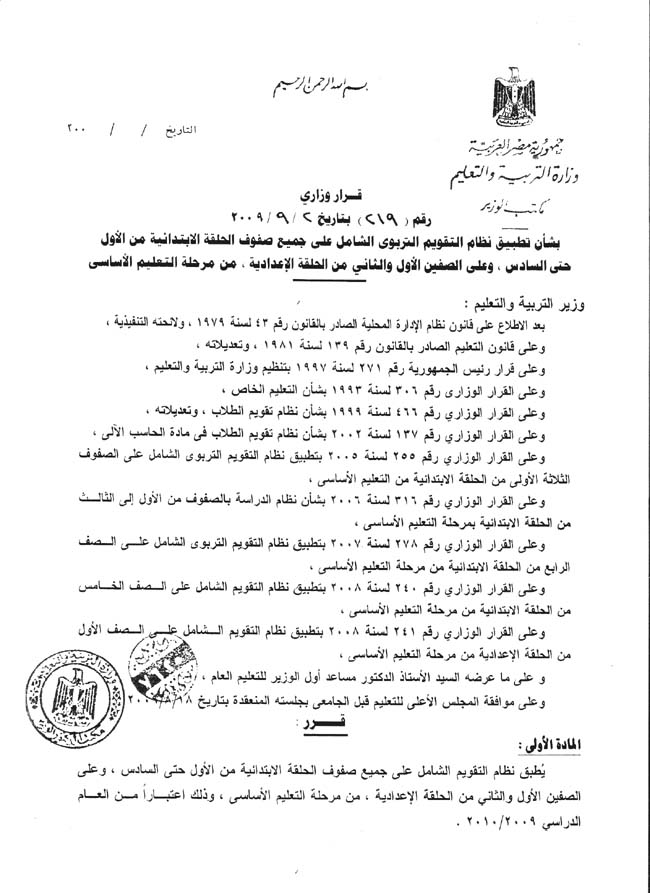 بسم الله الرحمن الرحيم
التاريخ / / ٢٠٠
جمهورية مصر العربية
وزارة التربية والتعليم
مكتب الوزير
قرار وزاري
رقم (٢١٩) بتاريخ ٢ / ٩ / ٢٠٠٩
بشأن تطبيق نظام التقويم التربوى الشامل على جميع صفوف الحلقة الابتدائية من الأول
حتى السادس ، وعلى الصفين الأول والثاني من الحلقة الإعدادية ، من مرحلة التعليم الأساسى
وزير التربية والتعليم :
بعد الاطلاع على قانون نظام الإدارة المحلية الصادر بالقانون رقم ٤٣ لسنة ١٩٧٩ ، ولائحته التنفيذية ،
وعلى قانون التعليم الصادر بالقانون رقم ١٣٩ لسنة ١٩٨١ ، وتعديلاته ،
وعلى قرار رئيس الجمهورية رقم ٢٧١ لسنة ١٩٩٧ بتنظيم وزارة التربية والتعليم ،
وعلى القرار الوزارى رقم ٣٠٦ لسنة ١٩٩٣ بشأن التعليم الخاص ،
وعلى القرار الوزاري رقم ٤٦٦ لسنة ١٩٩٩ بشأن نظام تقويم الطلاب ، وتعديلاته ،
وعلى القرار الوزاري رقم ١٣٧ لسنة ٢٠٠٢ بشأن نظام تقويم الطلاب فى مادة الحاسب الآلى ،
وعلى القرار الوزاري رقم ٢٥٥ لسنة ٢٠٠٥ بتطبيق نظام التقويم التربوى الشامل على الصفوف
الثلاثة الأولى من الحلقة الابتدائية من التعليم الأساسى ،
وعلى القرار الوزاري رقم ٣١٦ لسنة ٢٠٠٦ بشأن نظام الدراسة بالصفوف من الأول إلى الثالث
من الحلقة الابتدائية بمرحلة التعليم الأساسى ،
وعلى القرار الوزاري رقم ٢٧٨ لسنة ٢٠٠٧ بتطبيق نظام التقويم التربوى الشامل على الصف
الرابع من الحلقة الابتدائية من مرحلة التعليم الأساسى ،
وعلى القرار الوزاري رقم ٢٤٠ لسنة ٢٠٠٨ بتطبيق نظام التقويم الشامل على الصف الخامس
من الحلقة الابتدائية من مرحلة التعليم الأساسى ،
وعلى القرار الوزاري رقم ٢٤١ لسنة ٢٠٠٨ بتطبيق نظام التقويم الشامل على الصف الأول
من الحلقة الإعدادية من مرحلة التعليم الأساسى ،
و على ما عرضه السيد الأستاذ الدكتور مساعد أول الوزير للتعليم العام ،
وعلى موافقة المجلس الأعلى للتعليم قبل الجامعى بجلسته المنعقدة بتاريخ ١٨/٨/٢٠٠٩
قرر :
المادة الأولى :
يُطبق نظام التقويم الشامل على جميع صفوف الحلقة الابتدائية من الأول حتى السادس ، وعلى
الصفين الأول والثاني من الحلقة الإعدادية ، من مرحلة التعليم الأساسى ، وذلك اعتباراً من العام
الدراسي ٢٠١٠/٢٠٠٩ .